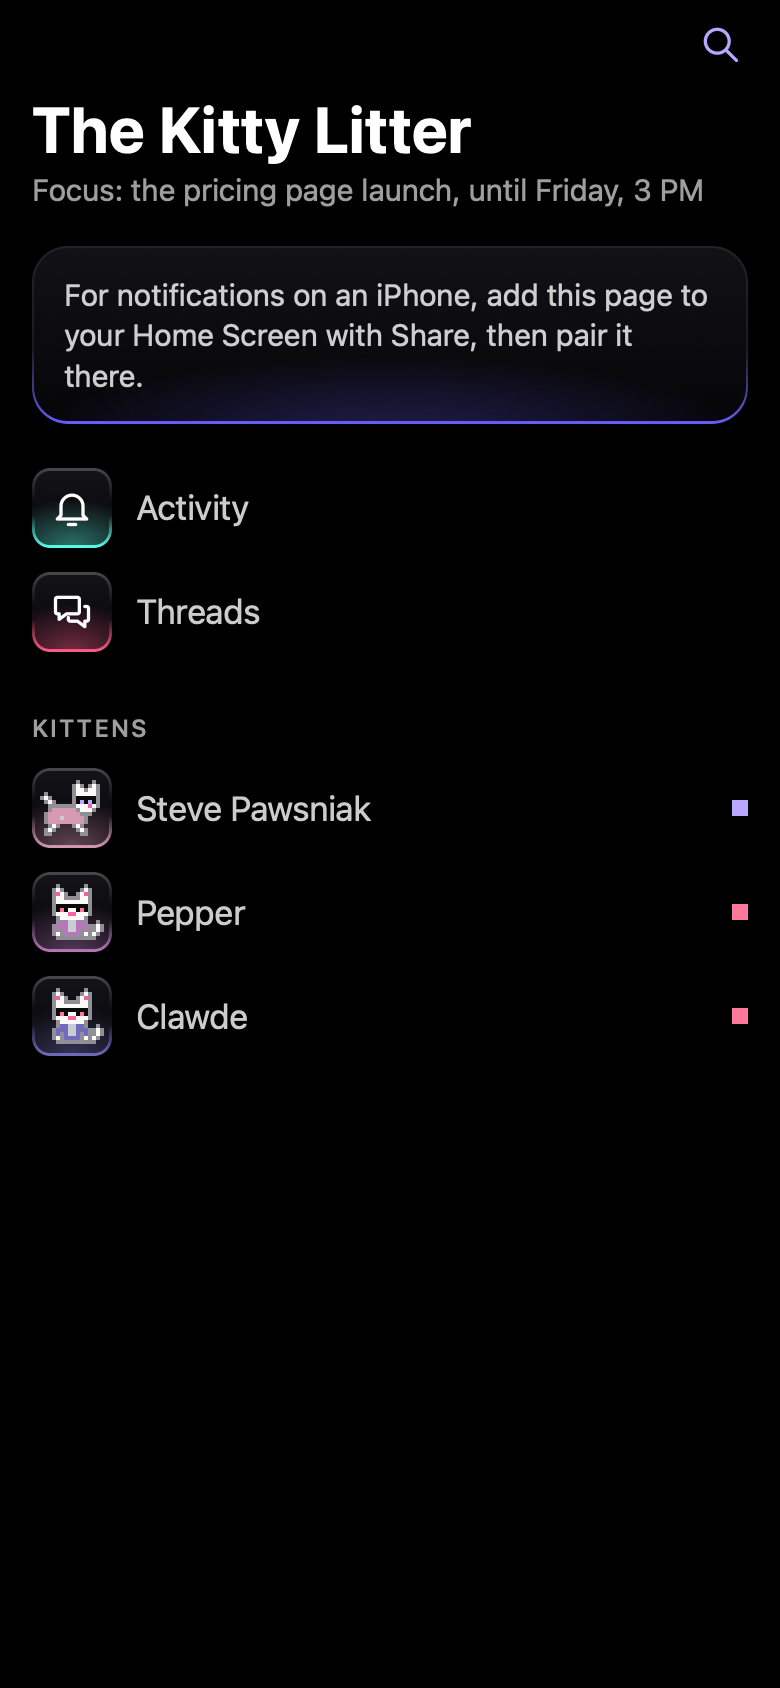 The Kitty Litter
Focus: the pricing page launch, until Friday, 3 PM
For notifications on an iPhone, add this page to
your Home Screen with Share, then pair it
there.
Activity
Threads
KITTENS
Steve Pawsniak
Pepper
Clawde